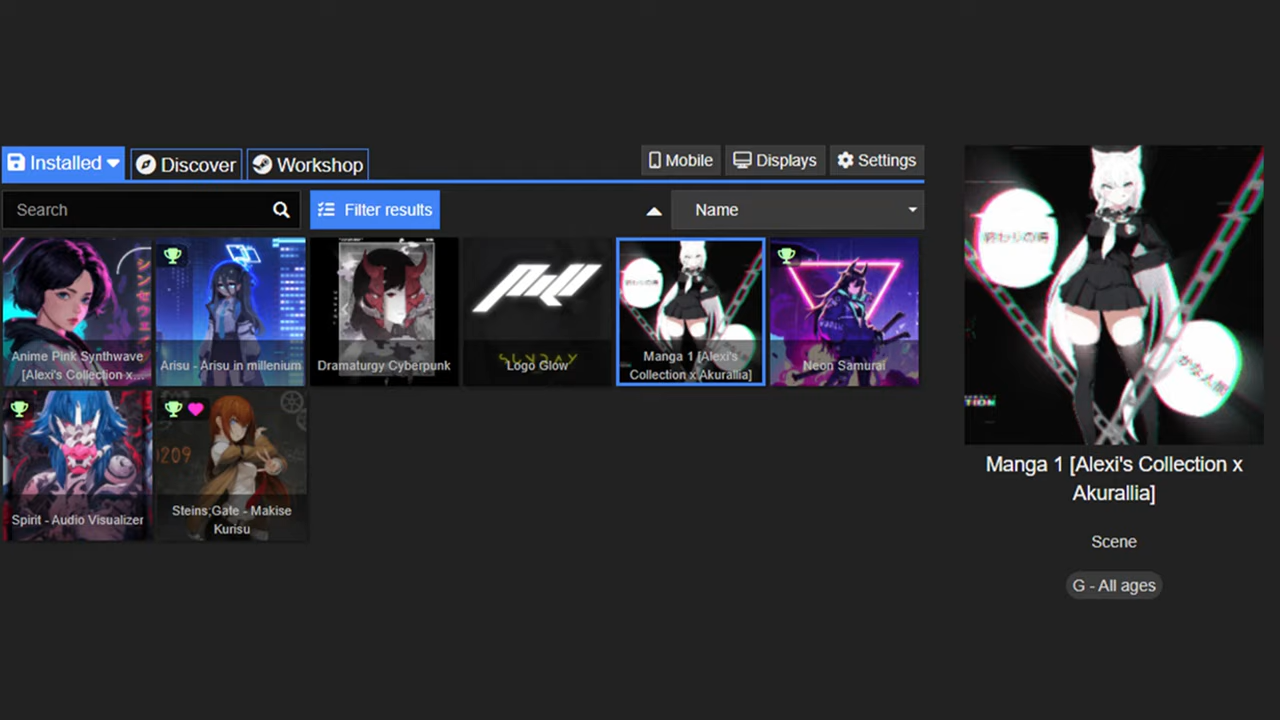 Installed
Discover
Workshop
Mobile
Displays
Settings
Search
Filter results
Name
Anime Pink Synthwave
[Alexi's Collection x...
Arisu - Arisu in millenium
Dramaturgy Cyberpunk
Logo Glow
Manga 1 [Alexi's
Collection x Akurallia]
Neon Samurai
Spirit - Audio Visualizer
Steins;Gate - Makise
Kurisu
Manga 1 [Alexi's Collection x
Akurallia]
Scene
G - All ages